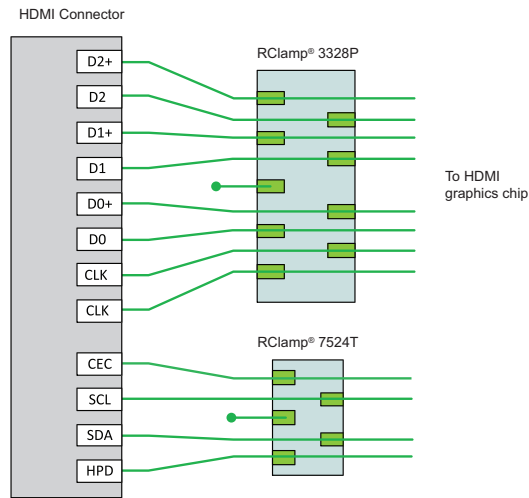 HDMI Connector
RClamp® 3328P
D2+
D2
D1+
D1
D0+
D0
CLK
CLK
To HDMI
graphics chip
RClamp® 7524T
CEC
SCL
SDA
HPD